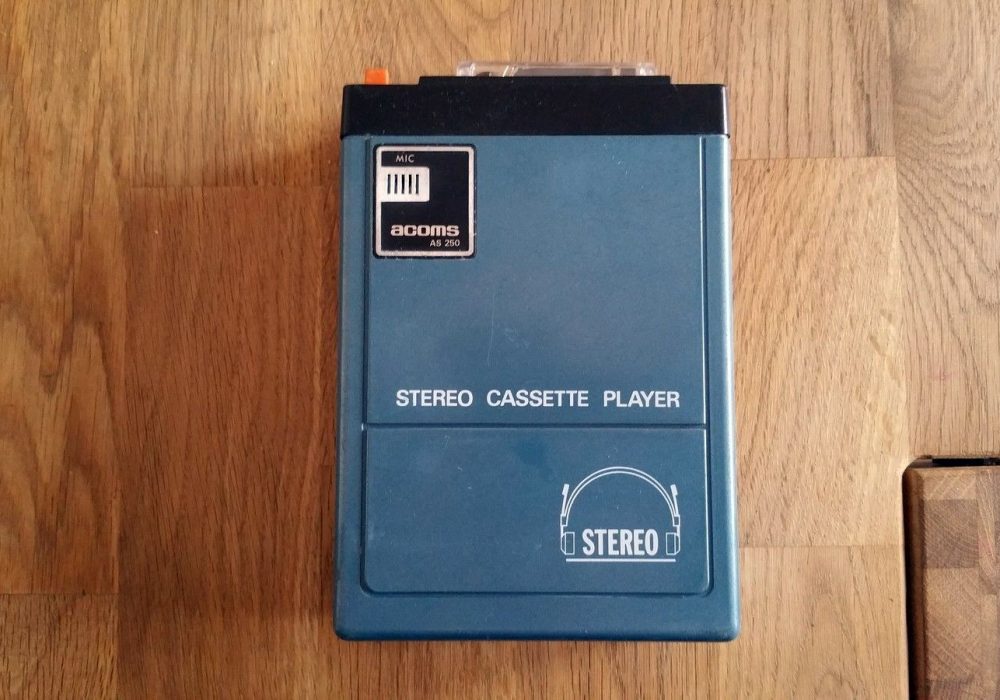 MIC
acoms
AS 250
STEREO CASSETTE PLAYER
STEREO